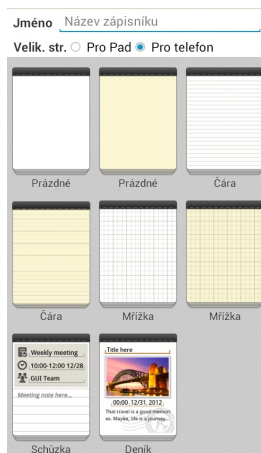 Jméno Název zápisníku
Velik. str. Pro Pad Pro telefon
Prázdné Prázdné Čára
Čára Mřížka Mřížka
Weekly meeting
10:00-12:00 12/28
GUI Team
Meeting note here...
Title here
00:00 12/31, 2012
That travel is a good memori
es. Maybe, life is a journey.
Schůzka Deník